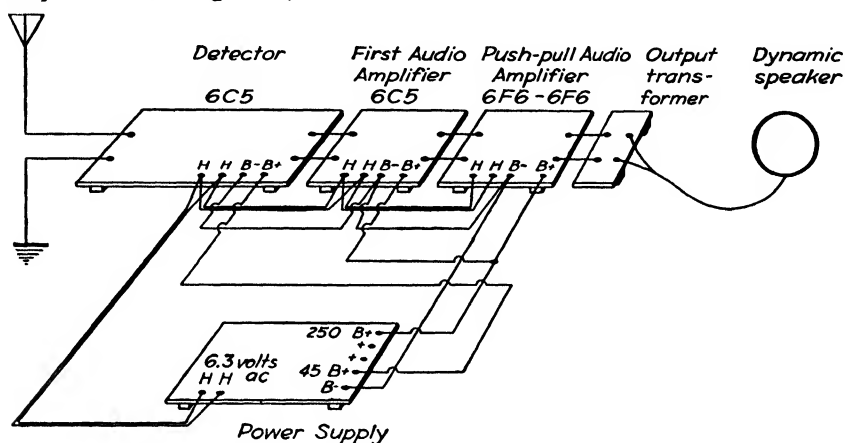 Detector
6C5
First Audio
Amplifier
6C5
Push-pull Audio
Amplifier
6F6-6F6
Output
trans-
former
Dynamic
speaker
H H B- B+
H H B- B+
H H B- B+
250 B+
+
+
45 B+
B-
6.3 volts
ac
H H
Power Supply